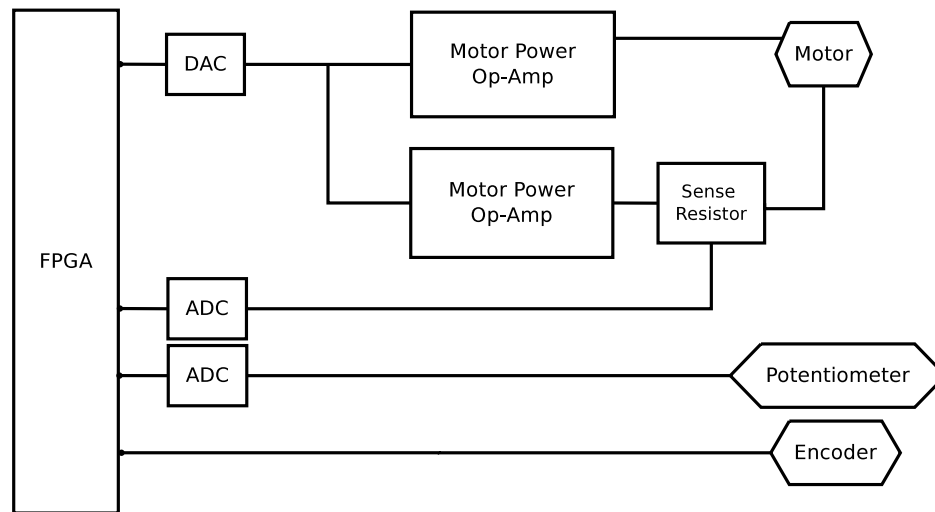 DAC
Motor Power
Op-Amp
Motor
Motor Power
Op-Amp
Sense
Resistor
FPGA
ADC
ADC
Potentiometer
Encoder